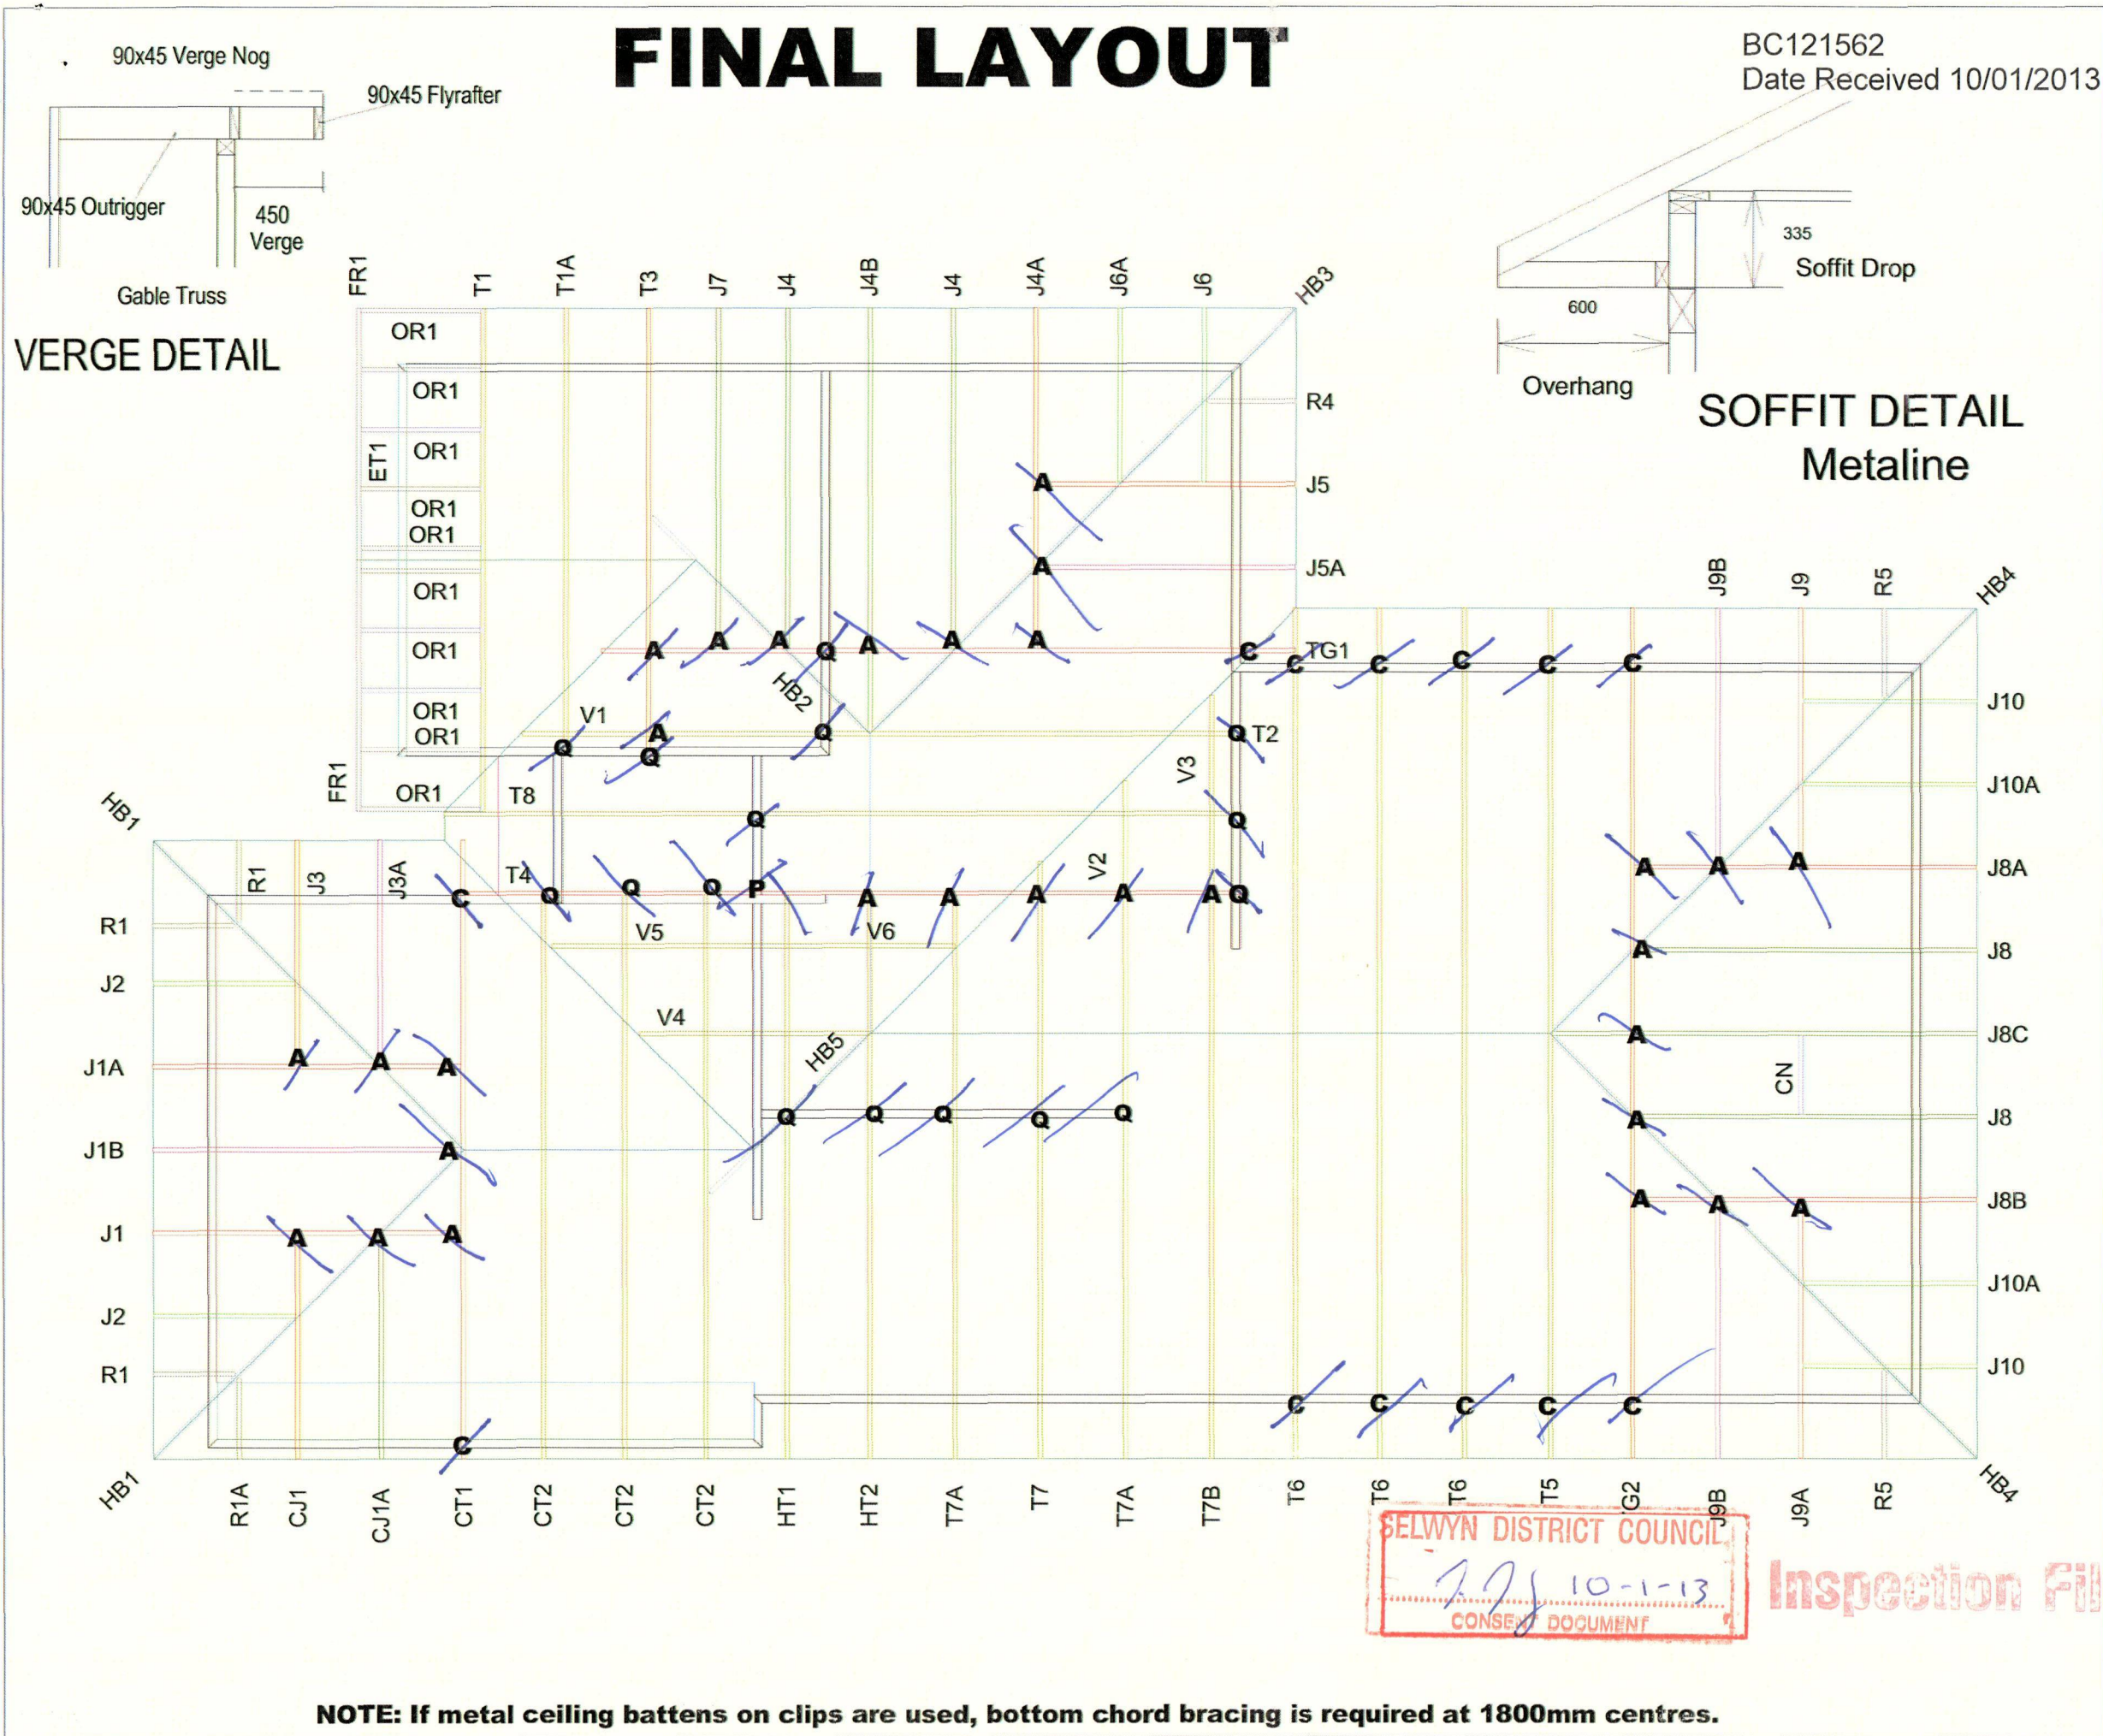 FINAL LAYOUT
BC121562
Date Received 10/01/2013
90x45 Verge Nog
90x45 Flyrafter
90x45 Outrigger
450
Verge
Gable Truss
VERGE DETAIL
335
Soffit Drop
600
Overhang
SOFFIT DETAIL
Metaline
FR1 T1 T1A T3 J7 J4 J4B J4 J4A J6A J6 HB3
OR1
OR1
R4
ET1
OR1
A J5
OR1
OR1
A J5A
J9B J9 R5 HB4
OR1
OR1
A A A Q A A A C C TG1 C C C C
HB2
J10
OR1 V1
OR1
A Q Q Q Q T2
V3
FR1 OR1 T8
J10A
HB1
Q Q
R1 J3 J3A C T4 Q Q Q P A A A V2 A A Q
A A A J8A
R1
V5 V6
A J8
J2
V4
A J8C
J1A A A A
HB5
CN
Q Q Q Q Q
A J8
J1B A
A A A J8B
J1 A A A
J10A
J2
J10
R1
C C C C C
C
HB1 R1A CJ1 CJ1A CT1 CT2 CT2 CT2 HT1 HT2 T7A T7 T7A T7B T6 T6 T6 T5 G2 J9B J9A R5 HB4
SELWYN DISTRICT COUNCIL
10-1-13
CONSENT DOCUMENT
Inspection Fil
NOTE: If metal ceiling battens on clips are used, bottom chord bracing is required at 1800mm centres.